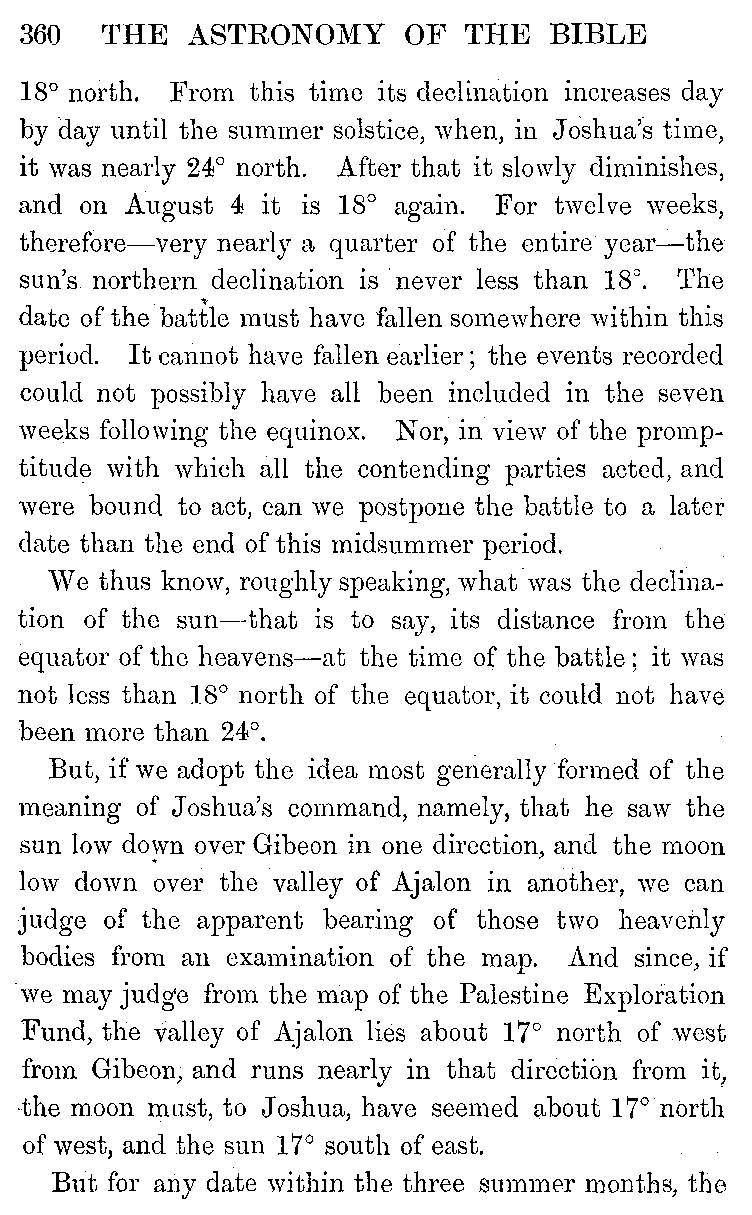 360 THE ASTRONOMY OF THE BIBLE
18° north. From this time its declination increases day
by day until the summer solstice, when, in Joshua's time,
it was nearly 24° north. After that it slowly diminishes,
and on August 4 it is 18° again. For twelve weeks,
therefore—very nearly a quarter of the entire year—the
sun's northern declination is never less than 18°. The
date of the battle must have fallen somewhere within this
period. It cannot have fallen earlier; the events recorded
could not possibly have all been included in the seven
weeks following the equinox. Nor, in view of the promp-
titude with which all the contending parties acted, and
were bound to act, can we postpone the battle to a later
date than the end of this midsummer period.
We thus know, roughly speaking, what was the declina-
tion of the sun—that is to say, its distance from the
equator of the heavens—at the time of the battle; it was
not less than 18° north of the equator, it could not have
been more than 24°.
But, if we adopt the idea most generally formed of the
meaning of Joshua's command, namely, that he saw the
sun low down over Gibeon in one direction, and the moon
low down over the valley of Ajalon in another, we can
judge of the apparent bearing of those two heavenly
bodies from an examination of the map. And since, if
we may judge from the map of the Palestine Exploration
Fund, the valley of Ajalon lies about 17° north of west
from Gibeon, and runs nearly in that direction from it,
the moon must, to Joshua, have seemed about 17° north
of west, and the sun 17° south of east.
But for any date within the three summer months, the